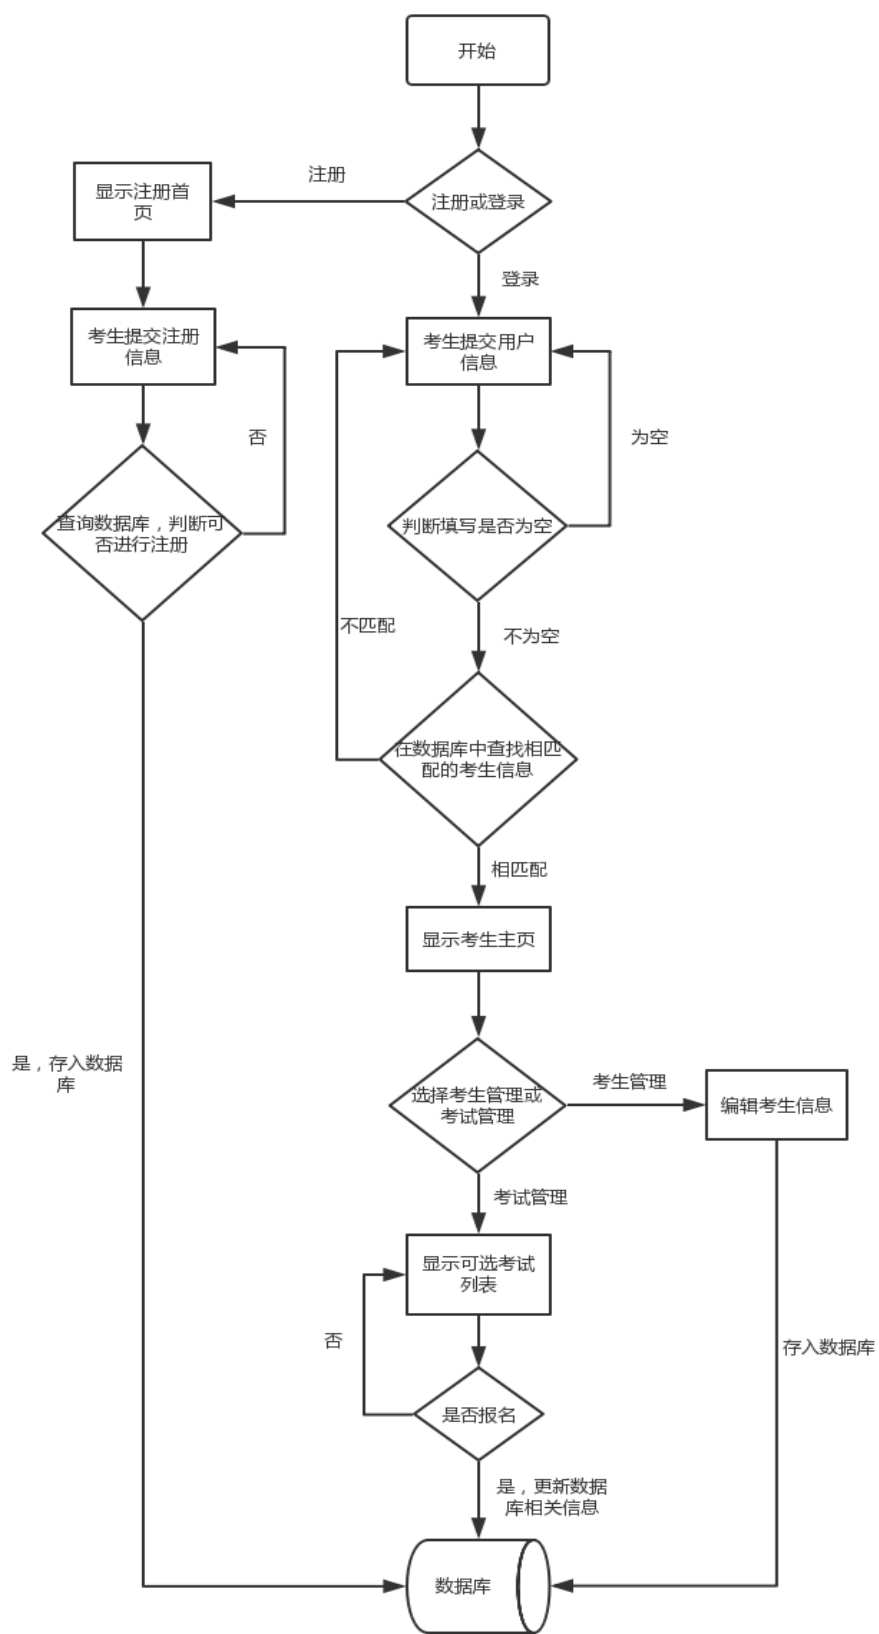 开始
注册
显示注册首
页
注册或登录
登录
考生提交注册
信息
考生提交用户
信息
否
为空
查询数据库，判断可
否进行注册
判断填写是否为空
不匹配
不为空
在数据库中查找相匹
配的考生信息
相匹配
显示考生主页
是，存入数据
库
选择考生管理或
考试管理
考生管理
编辑考生信息
考试管理
显示可选考试
列表
否
存入数据库
是否报名
是，更新数据
库相关信息
数据库